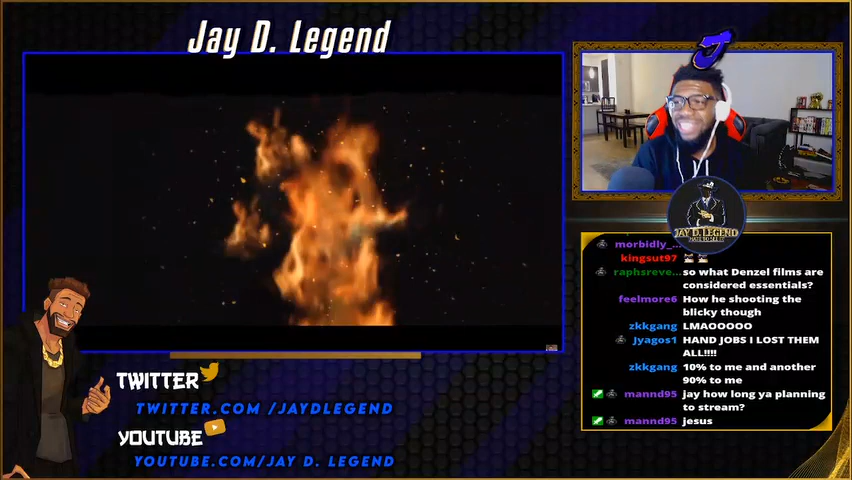 Jay D. Legend
J
JAY D. LEGEND
morbidly_...
kingsut97
raphsreve... so what Denzel films are
considered essentials?
feelmore6 How he shooting the
blicky though
zkkgang LMAOOOOO
Jyagos1 HAND JOBS I LOST THEM
ALL!!!!
zkkgang 10% to me and another
90% to me
mannd95 jay how long ya planning
to stream?
mannd95 jesus
TWITTER
TWITTER.COM /JAYDLEGEND
YOUTUBE
YOUTUBE.COM/JAY D. LEGEND